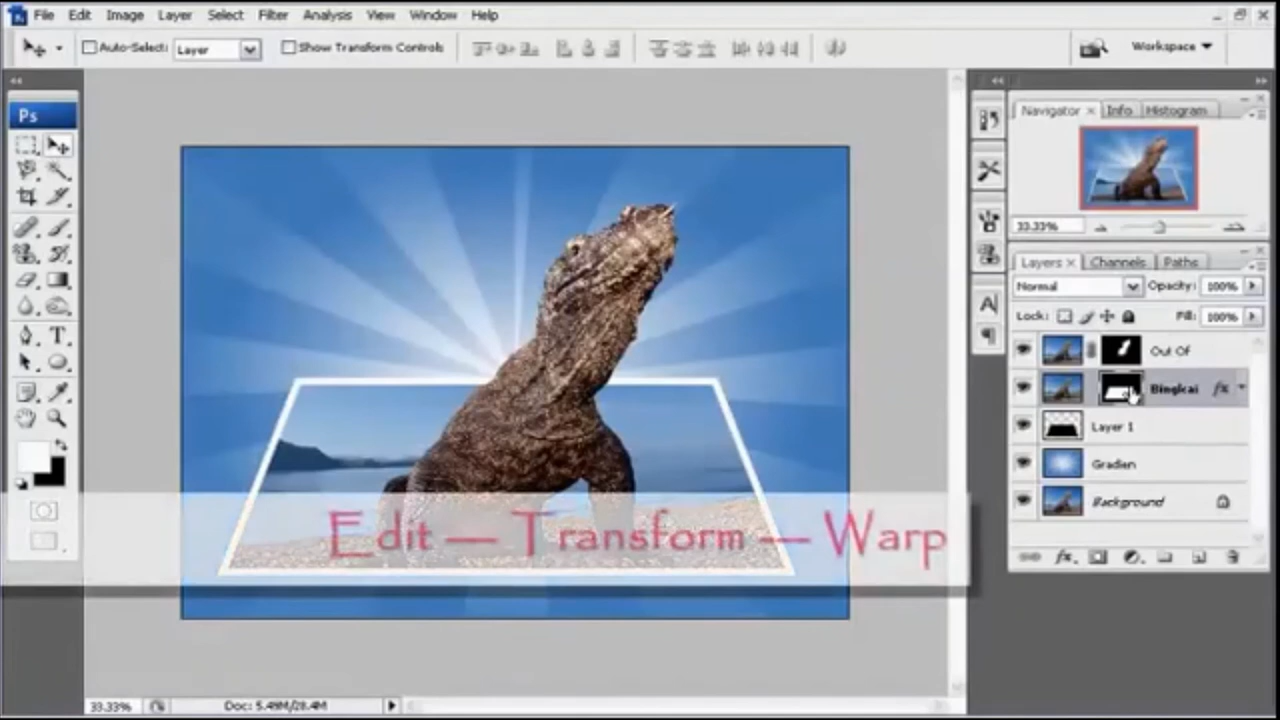 File Edit Image Layer Select Filter Analysis View Window Help
Auto-Select: Layer Show Transform Controls Workspace
Ps
Navigator Info Histogram
33.33%
Layers Channels Paths
Normal Opacity: 100%
Lock: Fill: 100%
Out Of
Bingkai fx
Layer 1
Gradien
Background
Edit — Transform — Warp
33.33% Doc: 5.49M/28.4M